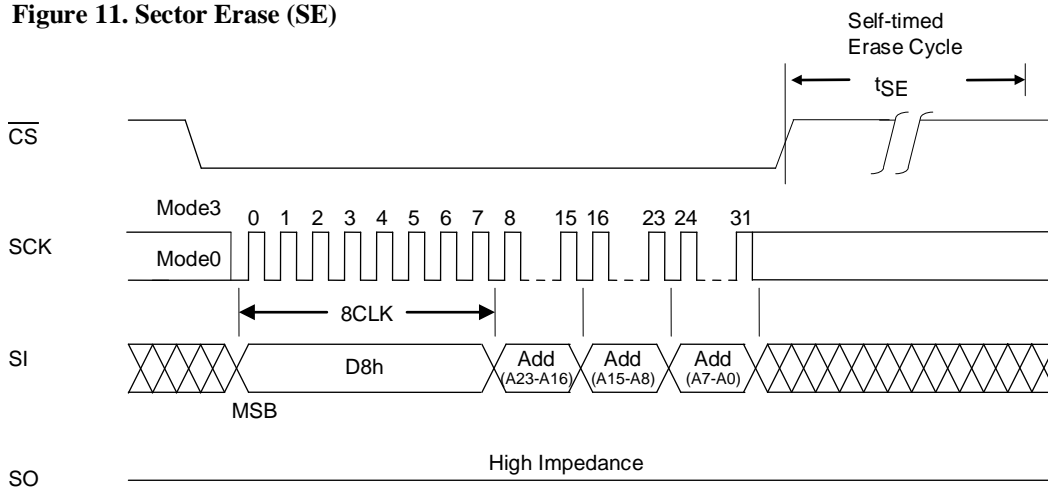 Figure 11. Sector Erase (SE)
Self-timed
Erase Cycle
tSE
CS
Mode3
0 1 2 3 4 5 6 7 8 15 16 23 24 31
SCK
Mode0
8CLK
SI
D8h
Add
(A23-A16)
Add
(A15-A8)
Add
(A7-A0)
MSB
High Impedance
SO